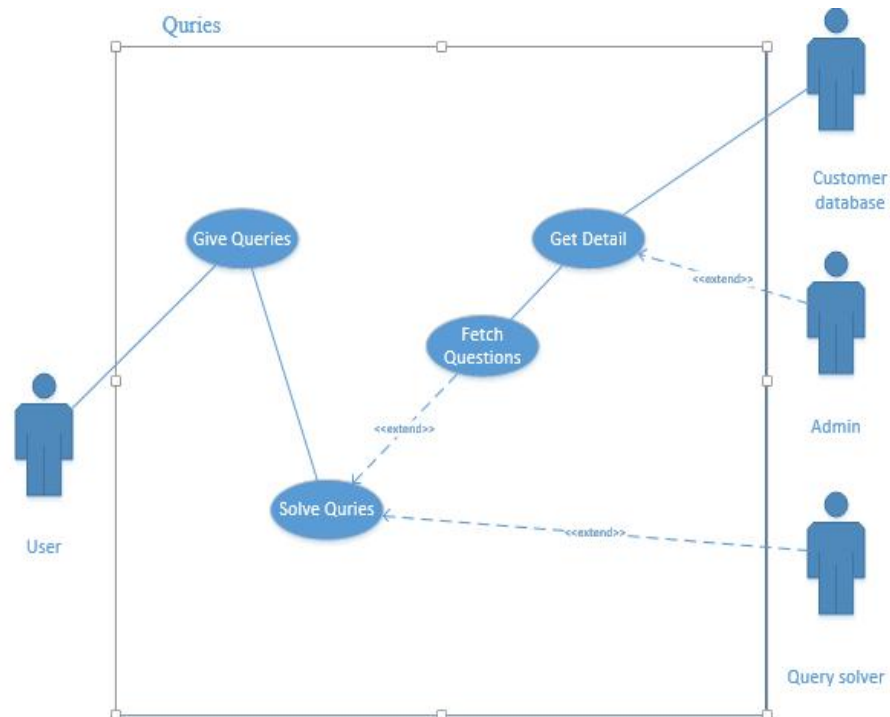 Quries
Customer
database
Give Queries
Get Detail
<<extend>>
Fetch
Questions
Admin
<<extend>>
Solve Quries
<<extend>>
User
Query solver